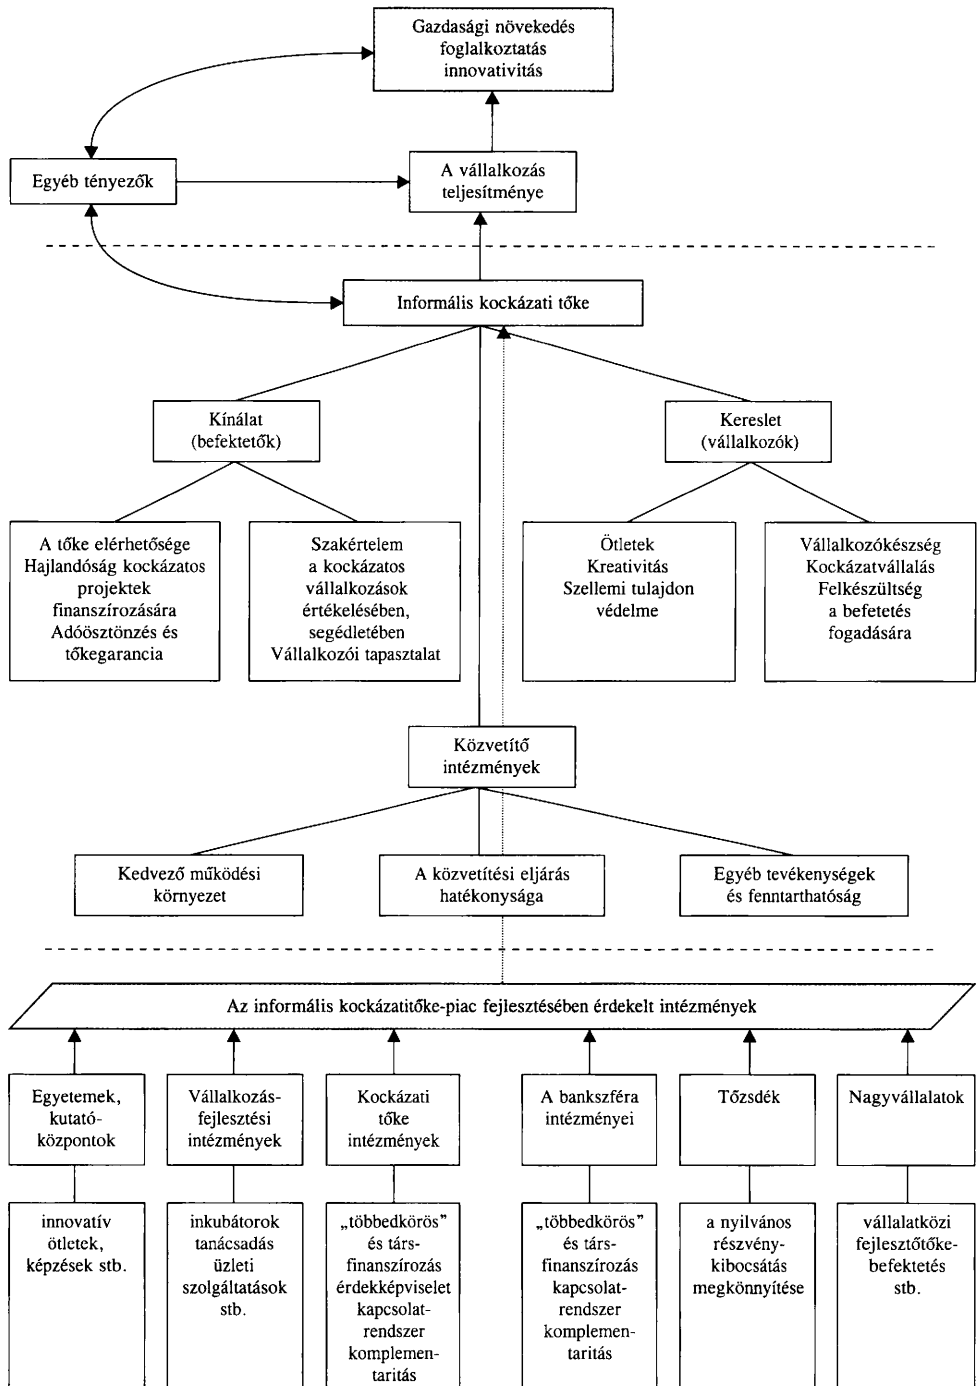 Gazdasági növekedés
foglalkoztatás
innovativitás
Egyéb tényezők
A vállalkozás
teljesítménye
Informális kockázati tőke
Kínálat
(befektetők)
Kereslet
(vállalkozók)
A tőke elérhetősége
Hajlandóság kockázatos
projektek
finanszírozására
Adóösztönzés és
tőkegarancia
Szakértelem
a kockázatos
vállalkozások
értékelésében,
segédletében
Vállalkozói tapasztalat
Ötletek
Kreativitás
Szellemi tulajdon
védelme
Vállalkozókészség
Kockázatvállalás
Felkészültség
a befetetés
fogadására
Közvetítő
intézmények
Kedvező működési
környezet
A közvetítési eljárás
hatékonysága
Egyéb tevékenységek
és fenntarthatóság
Az informális kockázatitőke-piac fejlesztésében érdekelt intézmények
Egyetemek,
kutató-
központok
Vállalkozás-
fejlesztési
intézmények
Kockázati
tőke
intézmények
A bankszféra
intézményei
Tőzsdék
Nagyvállalatok
innovatív
ötletek,
képzések stb.
inkubátorok
tanácsadás
üzleti
szolgáltatások
stb.
„többedkörös”
és társ-
finanszírozás
érdekképviselet
kapcsolat-
rendszer
komplemen-
taritás
„többedkörös”
és társ-
finanszírozás
kapcsolat-
rendszer
komplemen-
taritás
a nyilvános
részvény-
kibocsátás
megkönnyítése
vállalatközi
fejlesztőtőke-
befektetés
stb.